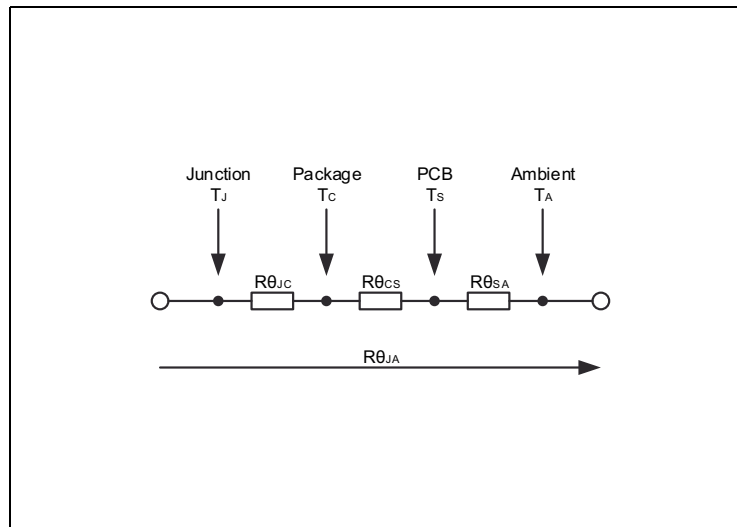 Junction Package PCB Ambient
TJ TC TS TA
RθJC RθCS RθSA
RθJA